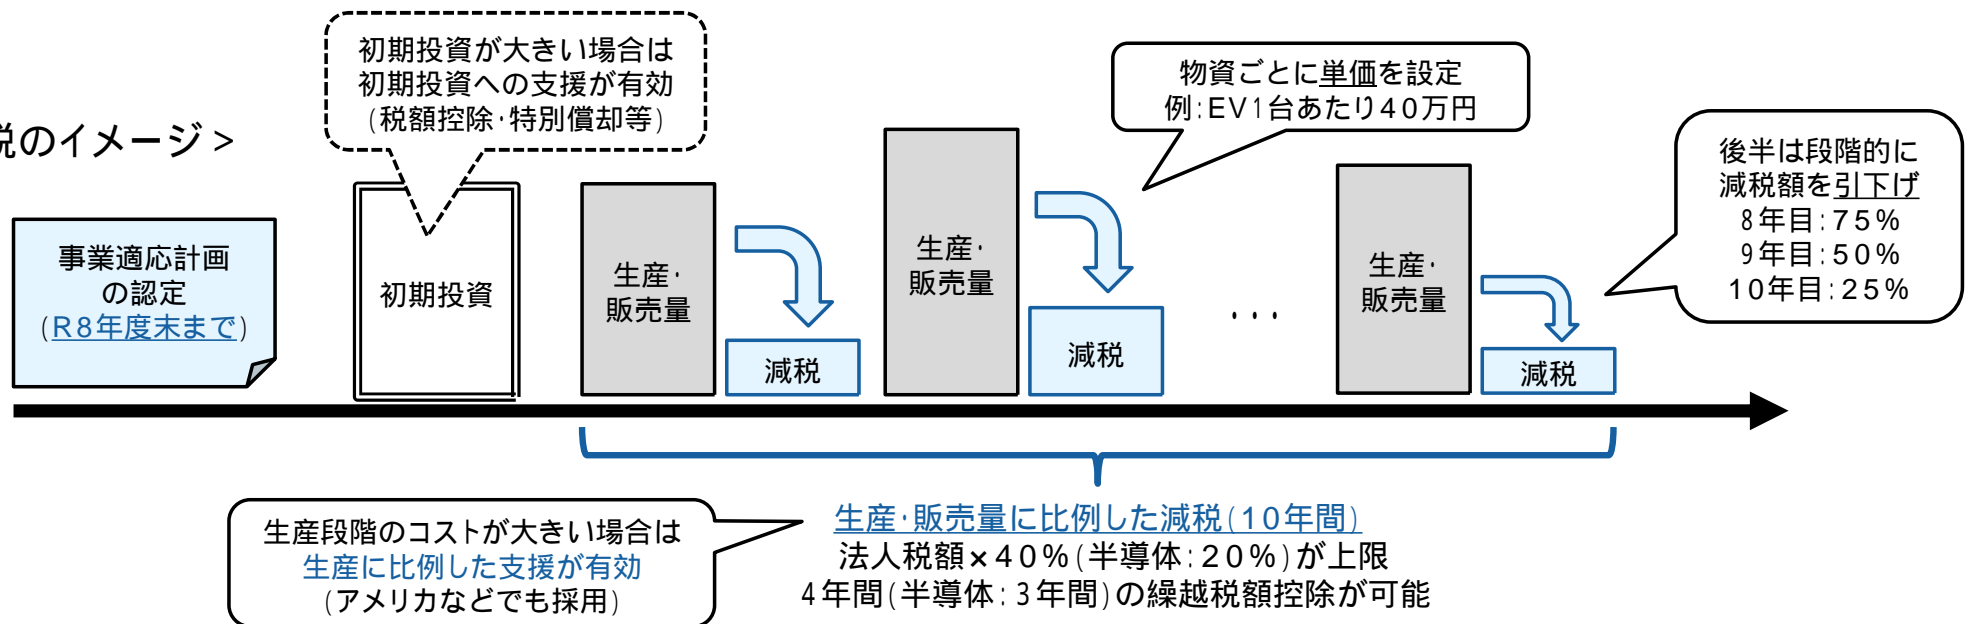 税のイメージ >
初期投資が大きい場合は
初期投資への支援が有効
(税額控除･特別償却等)
物資ごとに単価を設定
例:EV1台あたり40万円
後半は段階的に
減税額を引下げ
8年目:75%
9年目:50%
10年目:25%
事業適応計画
の認定
(R8年度末まで)
初期投資
生産･
販売量
減税
生産･
販売量
減税
･･･
生産･
販売量
減税
生産段階のコストが大きい場合は
生産に比例した支援が有効
(アメリカなどでも採用)
生産･販売量に比例した減税(10年間)
法人税額×40%(半導体:20%)が上限
4年間(半導体:3年間)の繰越税額控除が可能